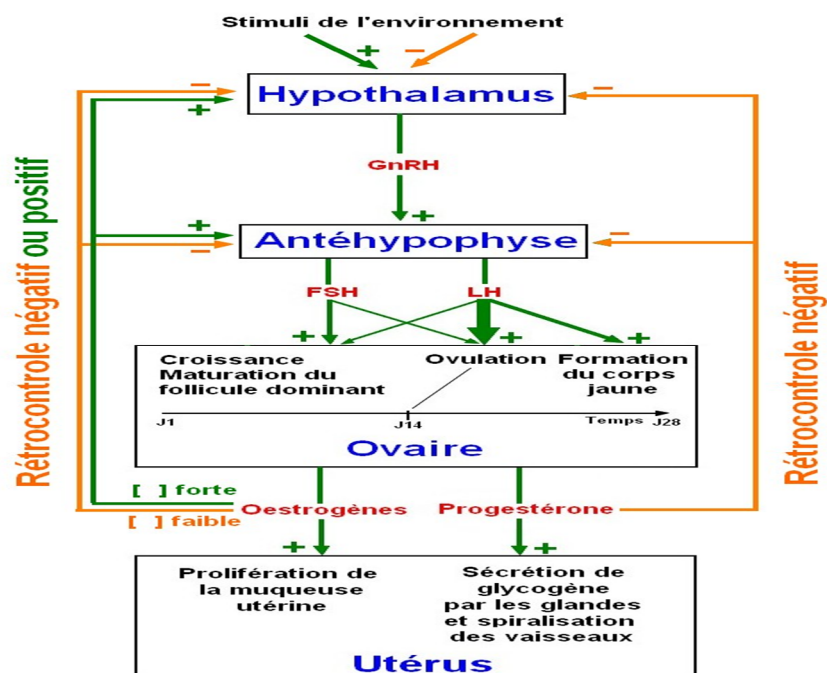 Stimuli de l'environnement
+ −
− Hypothalamus −
+
GnRH
+
+ Antéhypophyse −
−
FSH LH
+ + +
Croissance
Maturation du
follicule dominant
Ovulation
Formation
du corps
jaune
J1 J14 Temps J28
Ovaire
[ ] forte
Oestrogènes Progestérone
[ ] faible
+ +
Prolifération de
la muqueuse
utérine
Sécrétion de
glycogène
par les glandes
et spiralisation
des vaisseaux
Utérus
Rétrocontrole négatif ou positif
Rétrocontrole négatif